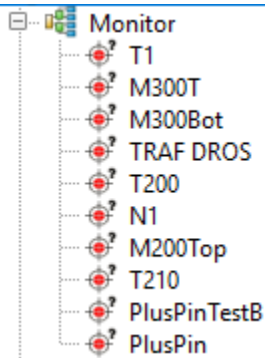 Monitor
T1
M300T
M300Bot
TRAF DROS
T200
N1
M200Top
T210
PlusPinTestB
PlusPin